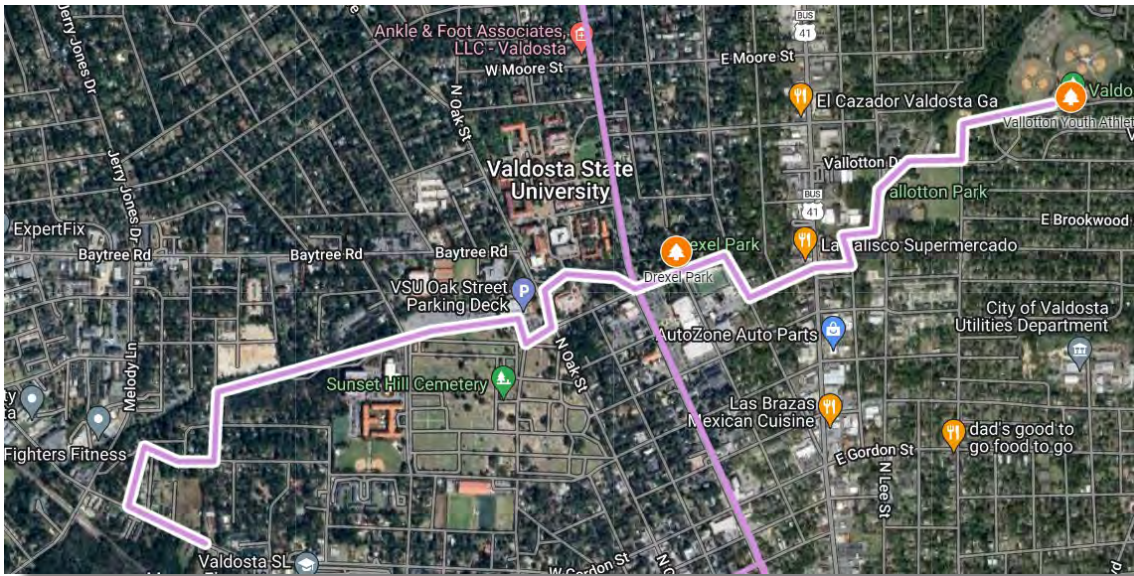 Jerry Jones Dr
Ankle & Foot Associates,
LLC - Valdosta
W Moore St
BUS
41
E Moore St
N Oak St
El Cazador Valdosta Ga
Valdo
Vallotton Youth Athlet
Jerry Jones Dr
Valdosta State
University
Vallotton D
BUS
41
allotton Park
ExpertFix
Baytree Rd
Baytree Rd
Baytree Rd
rexel Park
Drexel Park
La Jalisco Supermercado
E Brookwood
VSU Oak Street
Parking Deck
P
AutoZone Auto Parts
City of Valdosta
Utilities Department
Melody Ln
Sunset Hill Cemetery
N Oak St
Las Brazas
Mexican Cuisine
ty
ta
Fighters Fitness
E Gordon St
dad's good to
go food to go
N Lee St
Valdosta SL
W Gordon St
N Oa